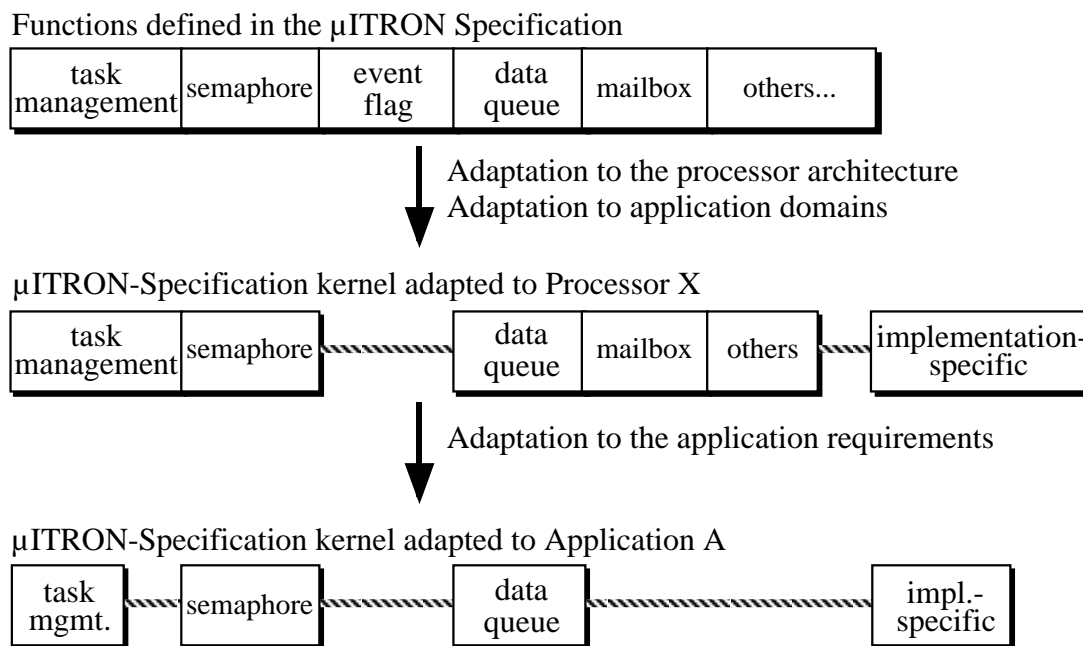 Functions defined in the µITRON Specification
task management
semaphore
event flag
data queue
mailbox
others...
Adaptation to the processor architecture
Adaptation to application domains
µITRON-Specification kernel adapted to Processor X
task management
semaphore
data queue
mailbox
others
implementation-
specific
Adaptation to the application requirements
µITRON-Specification kernel adapted to Application A
task mgmt.
semaphore
data queue
impl.-
specific